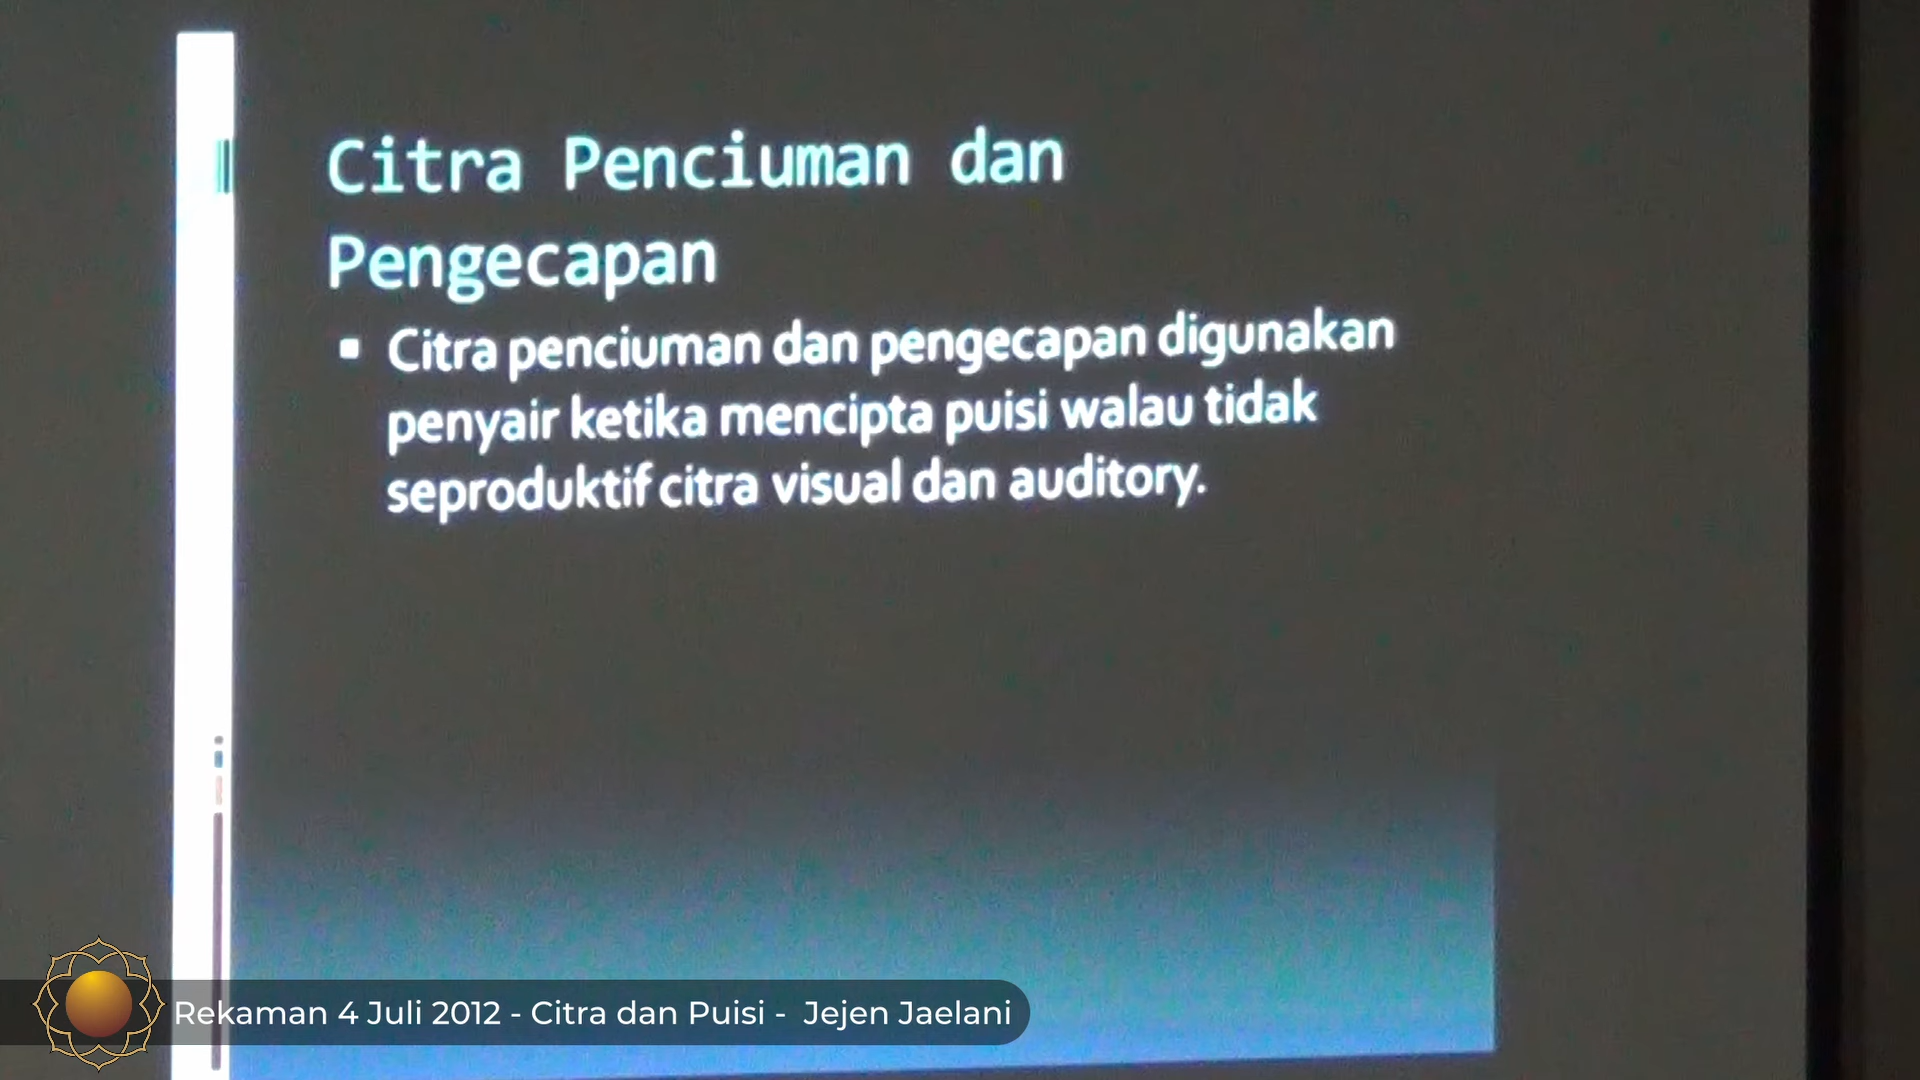 Citra Penciuman dan
Pengecapan
▪ Citra penciuman dan pengecapan digunakan
penyair ketika mencipta puisi walau tidak
seproduktif citra visual dan auditory.
Rekaman 4 Juli 2012 - Citra dan Puisi - Jejen Jaelani